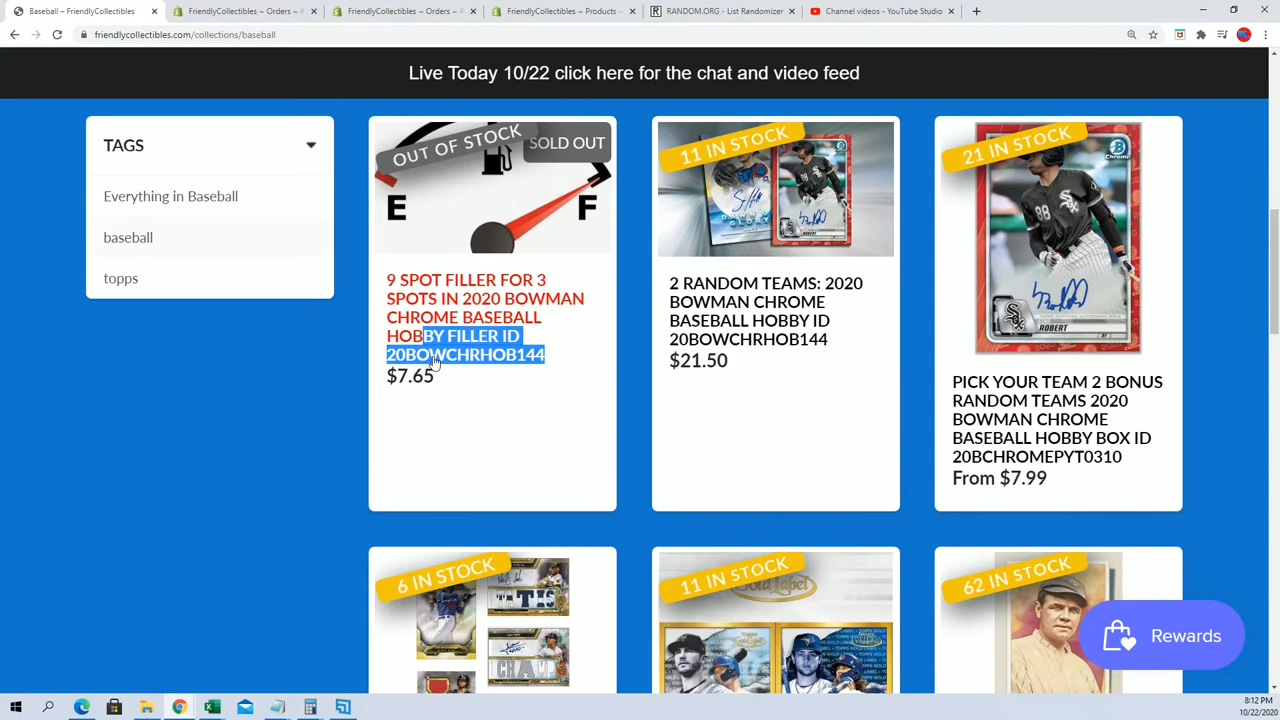 Baseball – FriendlyCollectibles
FriendlyCollectibles ~ Orders ~
FriendlyCollectibles ~ Orders ~
FriendlyCollectibles ~ Products ~
RANDOM.ORG - List Randomizer
Channel videos - YouTube Studio
friendlycollectibles.com/collections/baseball
Live Today 10/22 click here for the chat and video feed
TAGS
Everything in Baseball
baseball
topps
OUT OF STOCK
SOLD OUT
E
F
9 SPOT FILLER FOR 3
SPOTS IN 2020 BOWMAN
CHROME BASEBALL
HOBBY FILLER ID
20BOWCHRHOB144
$7.65
11 IN STOCK
2 RANDOM TEAMS: 2020
BOWMAN CHROME
BASEBALL HOBBY ID
20BOWCHRHOB144
$21.50
21 IN STOCK
ROBERT
PICK YOUR TEAM 2 BONUS
RANDOM TEAMS 2020
BOWMAN CHROME
BASEBALL HOBBY BOX ID
20BCHROMEPYT0310
From $7.99
6 IN STOCK
TATIS
11 IN STOCK
Gold Label
62 IN STOCK
Rewards
8:12 PM
10/22/2020